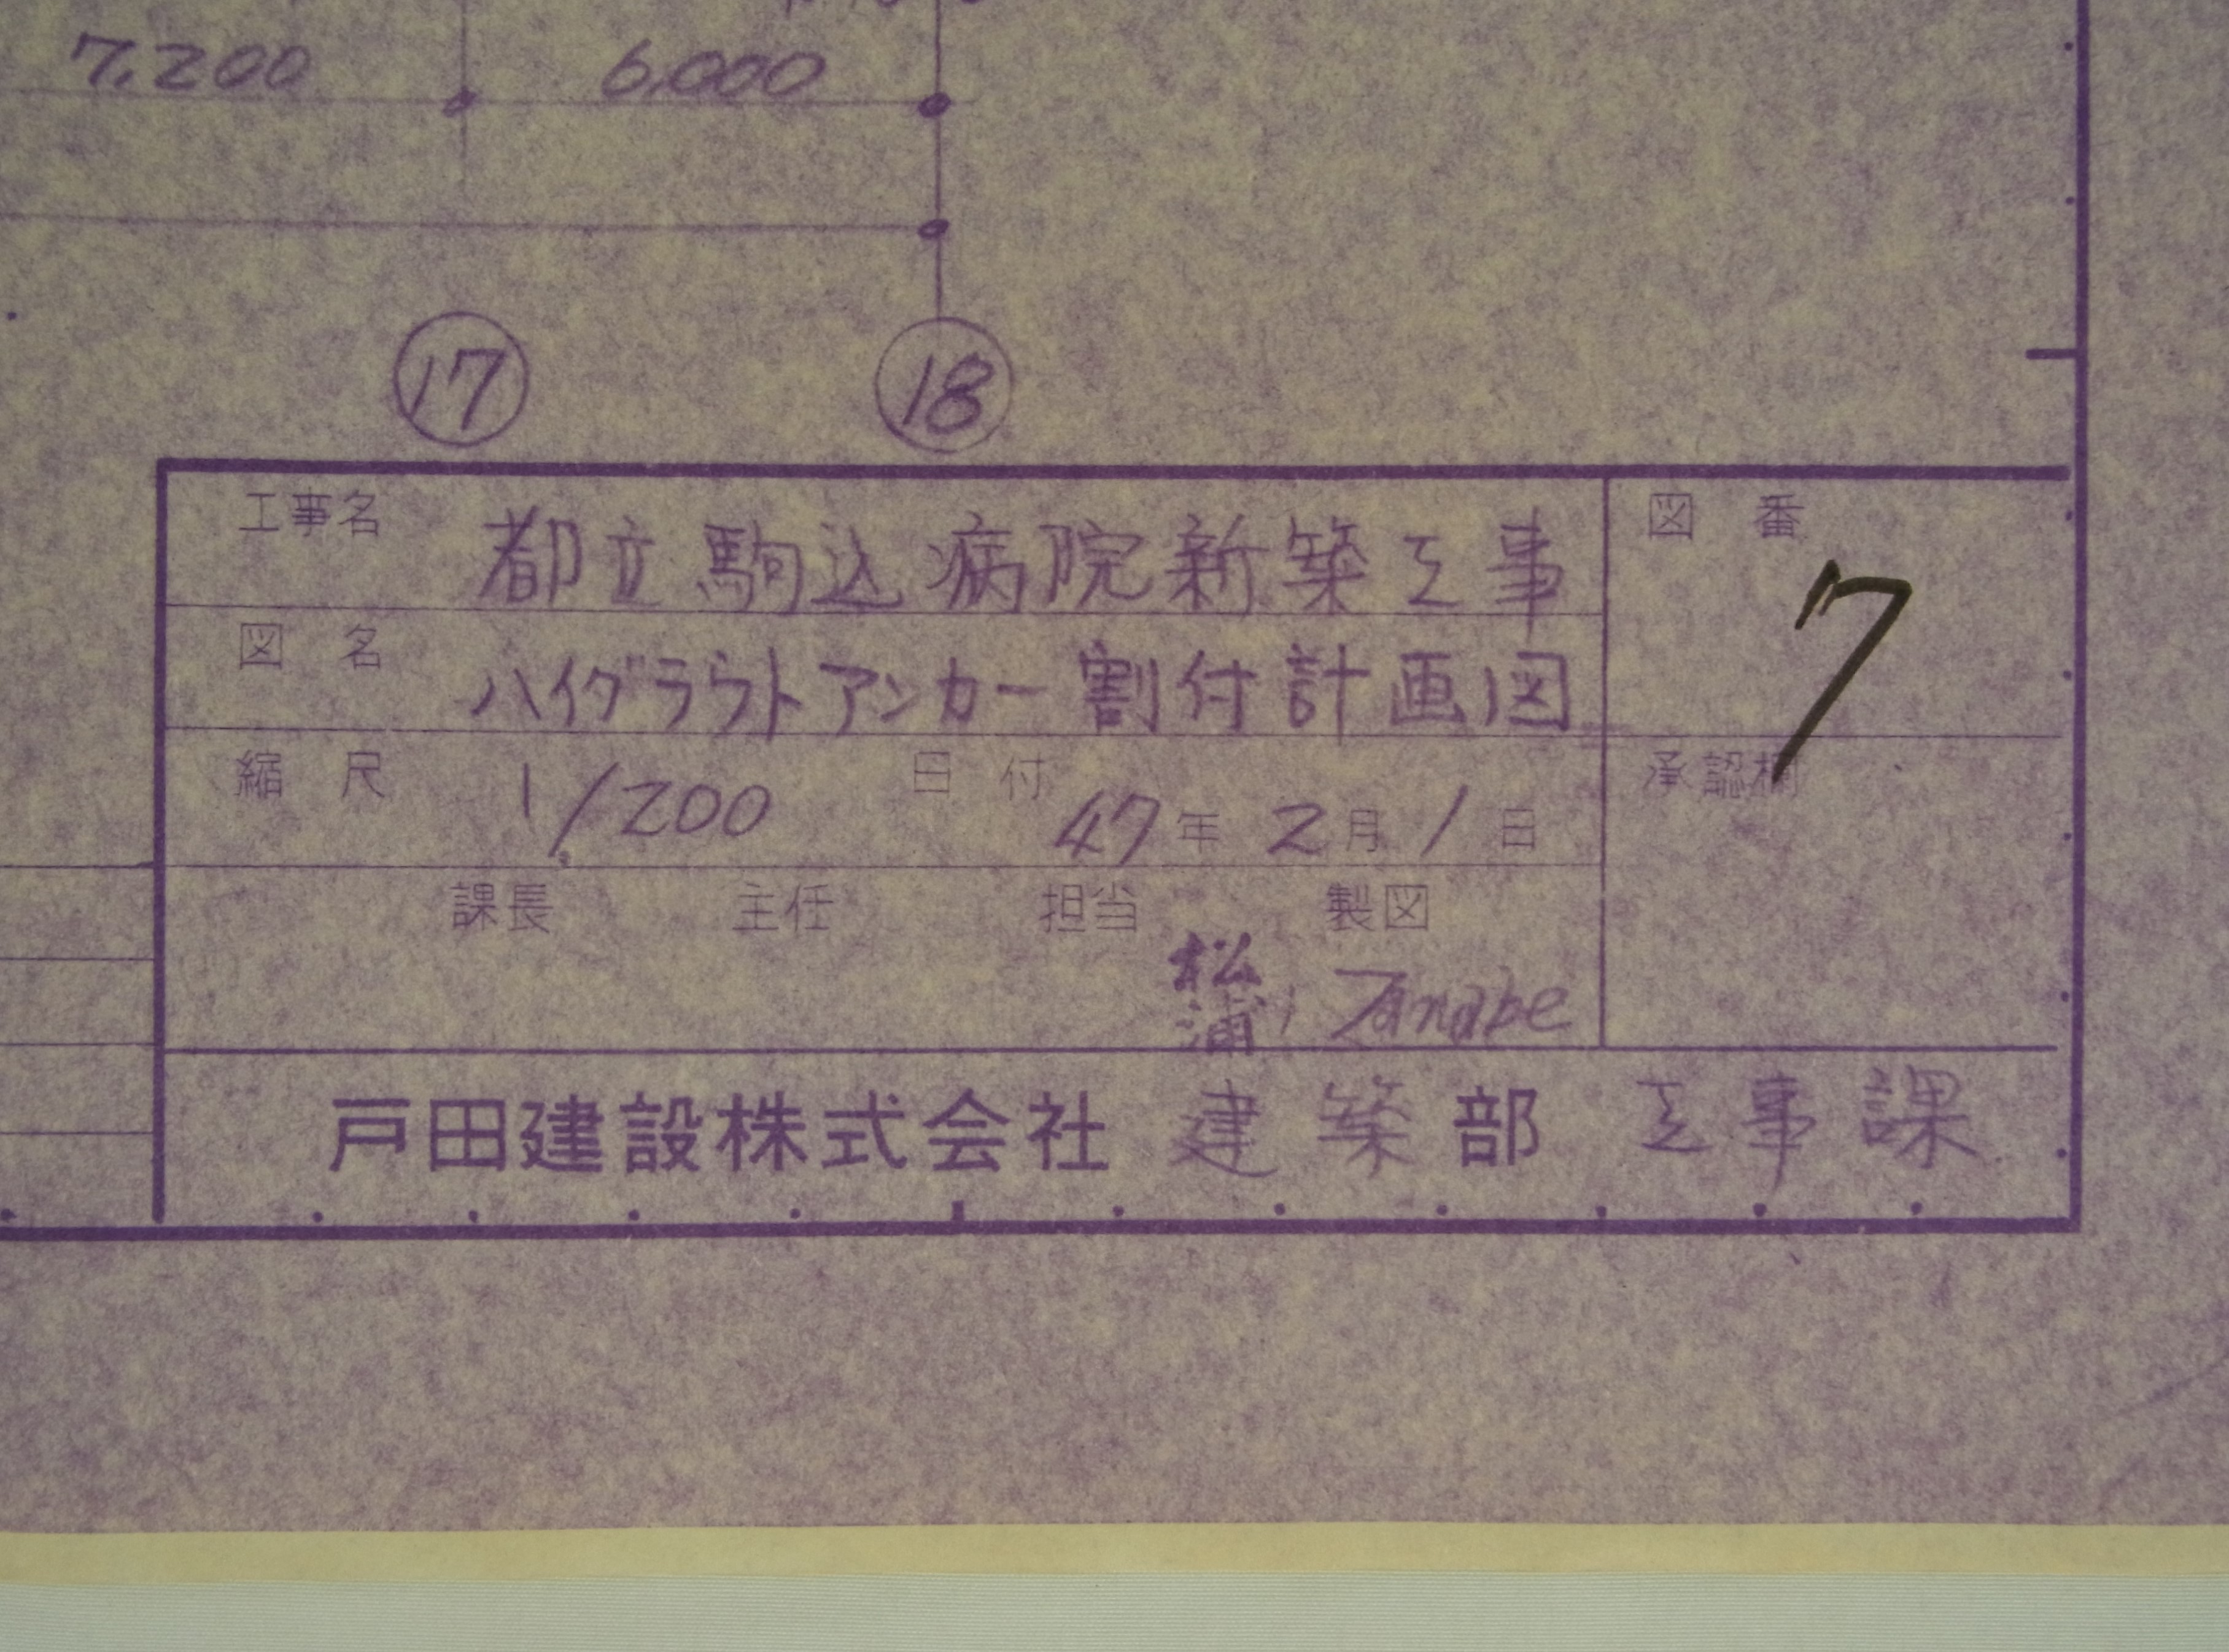 7,200 6,000
17 18
工事名 都立駒込病院新築工事
図番 7
図名 ハイグラウトアンカー割付計画図
縮尺 1/200 日付 47年2月1日
承認欄
課長 主任 担当 製図
松浦 Tanabe
戸田建設株式会社 建築部 工事課